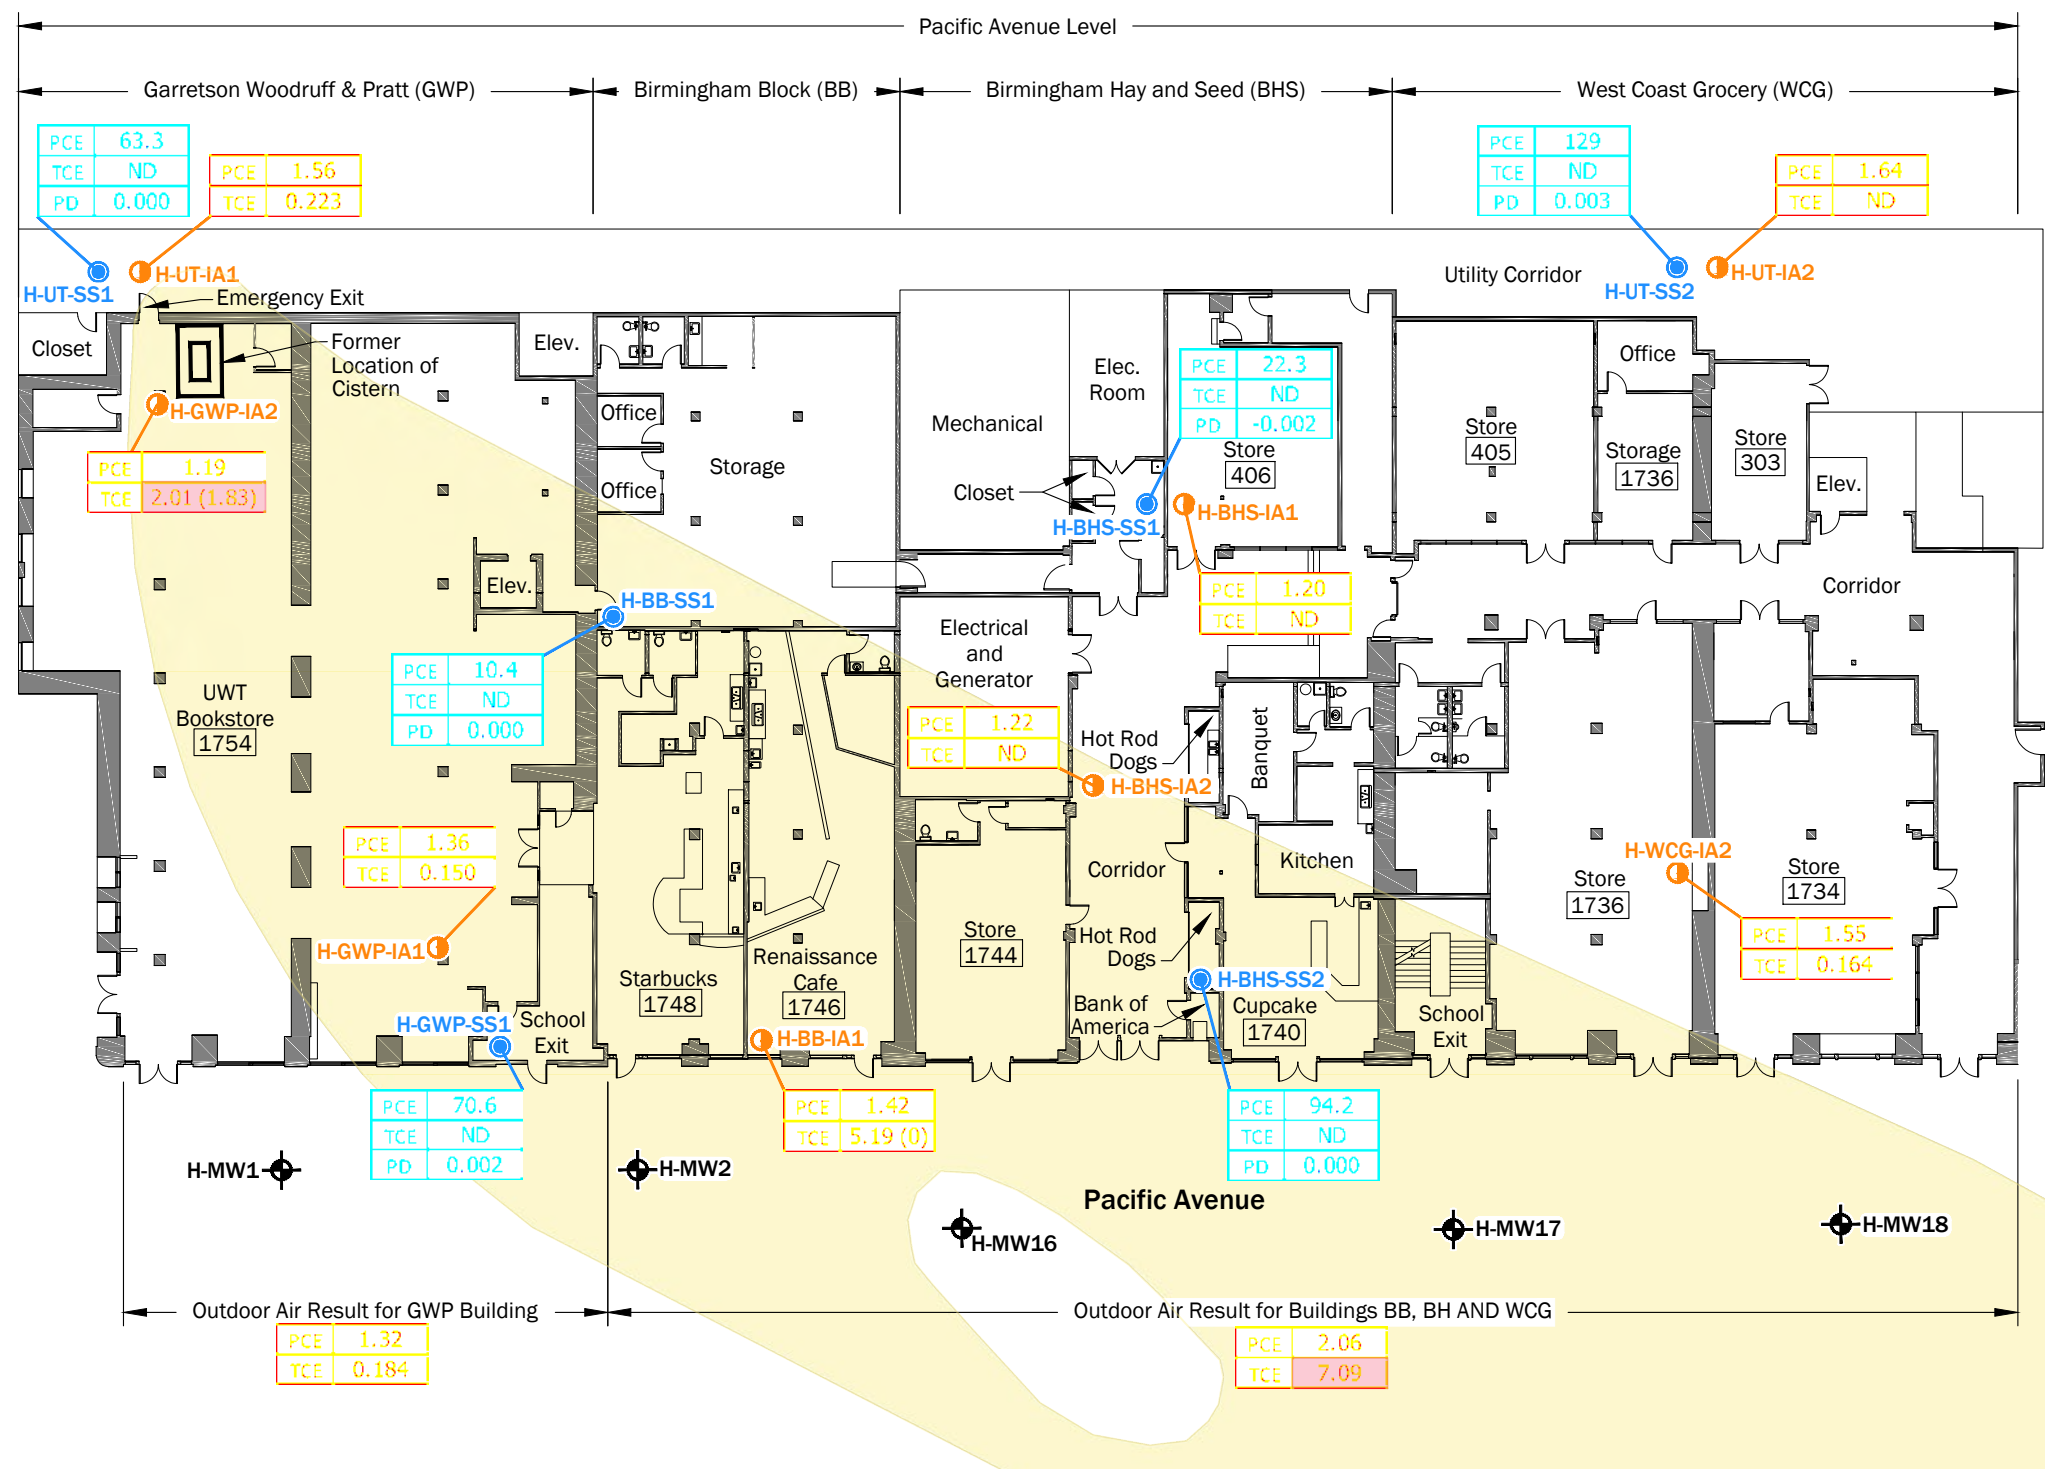 Pacific Avenue Level
Garretson Woodruff & Pratt (GWP)
Birmingham Block (BB)
Birmingham Hay and Seed (BHS)
West Coast Grocery (WCG)
PCE 63.3
TCE ND
PD 0.000
PCE 1.56
TCE 0.223
PCE 129
TCE ND
PD 0.003
PCE 1.64
TCE ND
H-UT-SS1
H-UT-IA1
Utility Corridor
H-UT-SS2
H-UT-IA2
Emergency Exit
Closet
Former
Location of
Cistern
Elev.
H-GWP-IA2
PCE 1.19
TCE 2.01 (1.83)
Office
Office
Storage
Mechanical
Elec.
Room
Closet
PCE 22.3
TCE ND
PD -0.002
Store
406
H-BHS-SS1
H-BHS-IA1
PCE 1.20
TCE ND
Store
405
Office
Storage
1736
Store
303
Elev.
Corridor
Elev.
H-BB-SS1
PCE 10.4
TCE ND
PD 0.000
UWT
Bookstore
1754
Electrical
and
Generator
PCE 1.22
TCE ND
H-BHS-IA2
Hot Rod
Dogs
Banquet
Kitchen
Corridor
PCE 1.36
TCE 0.150
H-GWP-IA1
H-GWP-SS1
School
Exit
Starbucks
1748
Renaissance
Cafe
1746
H-BB-IA1
Store
1744
Hot Rod
Dogs
Bank of
America
H-BHS-SS2
Cupcake
1740
School
Exit
Store
1736
H-WCG-IA2
Store
1734
PCE 1.55
TCE 0.164
PCE 70.6
TCE ND
PD 0.002
PCE 1.42
TCE 5.19 (0)
PCE 94.2
TCE ND
PD 0.000
H-MW1
H-MW2
Pacific Avenue
H-MW16
H-MW17
H-MW18
Outdoor Air Result for GWP Building
PCE 1.32
TCE 0.184
Outdoor Air Result for Buildings BB, BH AND WCG
PCE 2.06
TCE 7.09